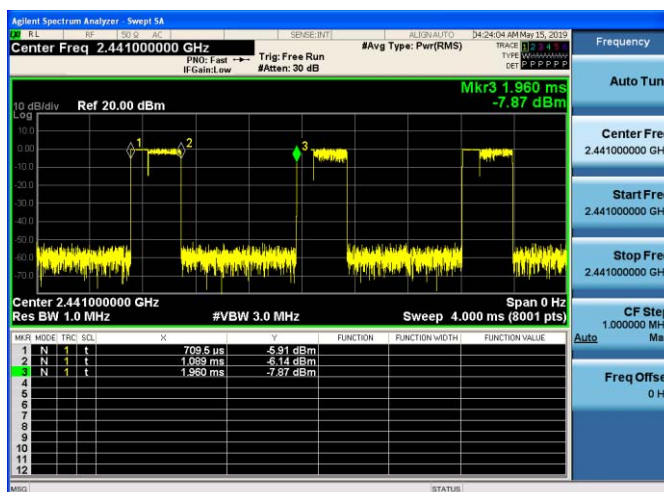 Agilent Spectrum Analyzer - Swept SA
RL RF 50 Ω AC SENSE:INT ALIGNAUTO 04:24:04 AM May 15, 2019
Center Freq 2.441000000 GHz #Avg Type: Pwr(RMS) TRACE 1 2 3 4 5 6
PNO: Fast Trig: Free Run TYPE
IFGain:Low #Atten: 30 dB DET P P P P P P
Frequency
Mkr3 1.960 ms
10 dB/div Ref 20.00 dBm -7.87 dBm
Log
10.0
0.00
-10.0
-20.0
-30.0
-40.0
-50.0
-60.0
-70.0
1
2
3
Center 2.441000000 GHz Span 0 Hz
Res BW 1.0 MHz #VBW 3.0 MHz Sweep 4.000 ms (8001 pts)
MKR MODE TRC SCL X Y FUNCTION FUNCTION WIDTH FUNCTION VALUE
1 N 1 t 709.5 µs -5.91 dBm
2 N 1 t 1.089 ms -6.14 dBm
3 N 1 t 1.960 ms -7.87 dBm
4
5
6
7
8
9
10
11
12
MSG STATUS
Auto Tun
Center Fre
2.441000000 GH
Start Fre
2.441000000 GH
Stop Fre
2.441000000 GH
CF Step
1.000000 MH
Auto Ma
Freq Offse
0 H